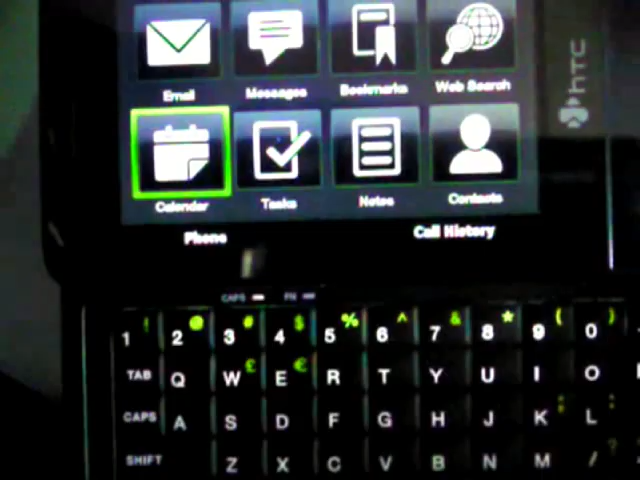 Email Messages Bookmarks Web Search
hTC
Calendar Tasks Notes Contacts
Phone Call History
CAPS FN
! @ # $ % ^ & * ( )
1 2 3 4 5 6 7 8 9 0
£ €
TAB Q W E R T Y U I O
CAPS A S D F G H J K L
SHIFT Z X C V B N M / ?